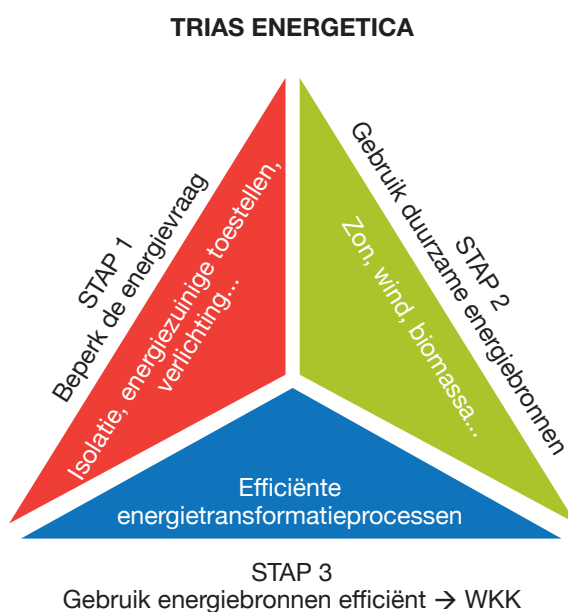 TRIAS ENERGETICA
STAP 1
Beperk de energievraag
Isolatie, energiezuinige toestellen,
verlichting...
STAP 2
Gebruik duurzame energiebronnen
Zon, wind, biomassa...
Efficiënte
energietransformatieprocessen
STAP 3
Gebruik energiebronnen efficiënt → WKK